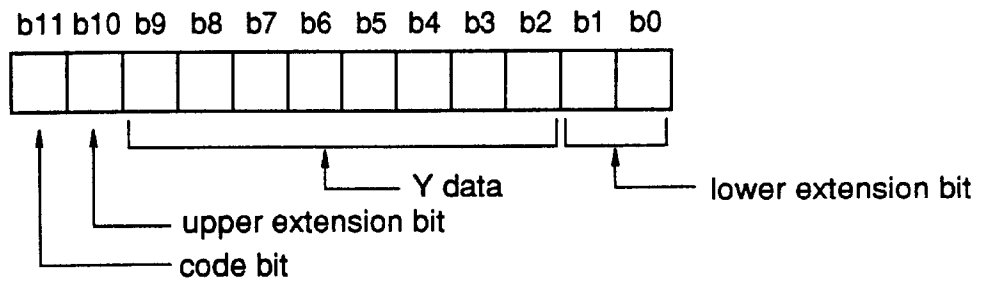 b11 b10 b9 b8 b7 b6 b5 b4 b3 b2 b1 b0
Y data
lower extension bit
upper extension bit
code bit